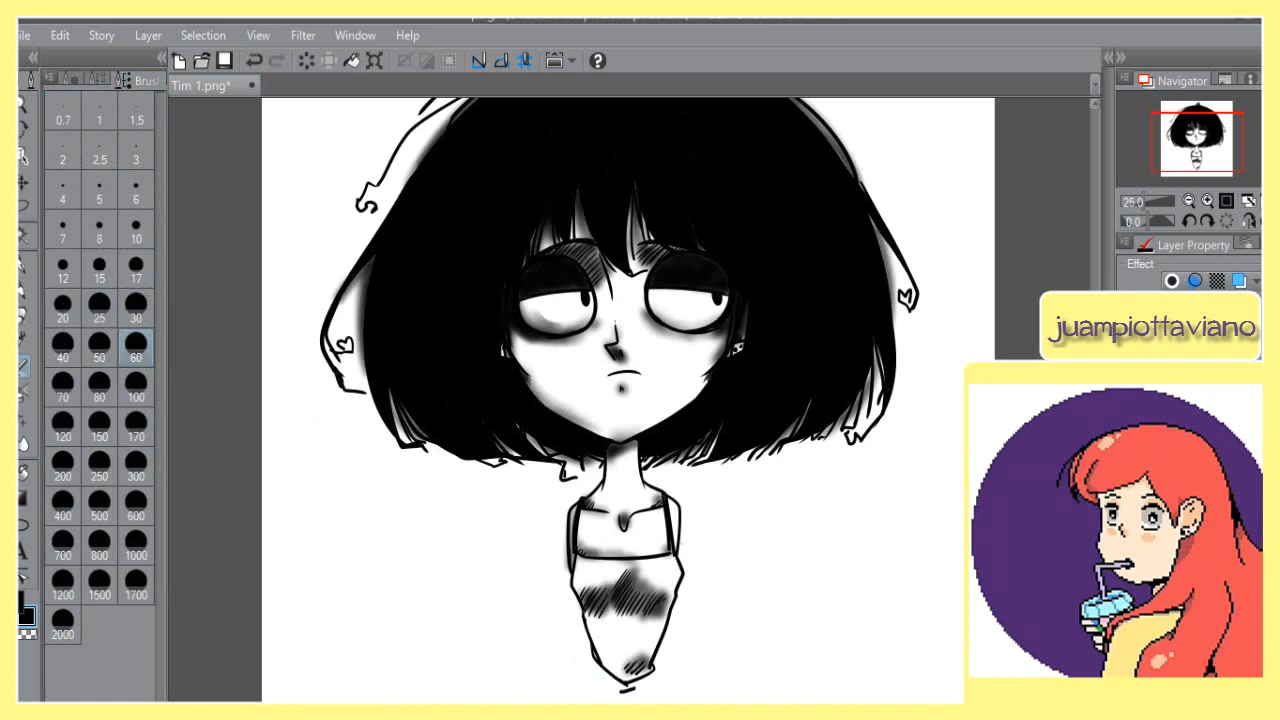 ile Edit Story Layer Selection View Filter Window Help
Tim 1.png*
Brush
Navigator
0.7 1 1.5
2 2.5 3
4 5 6
7 8 10
12 15 17
20 25 30
40 50 60
70 80 100
120 150 170
200 250 300
400 500 600
700 800 1000
1200 1500 1700
2000
25.0
0.0
Layer Property
Effect
juampiottaviano